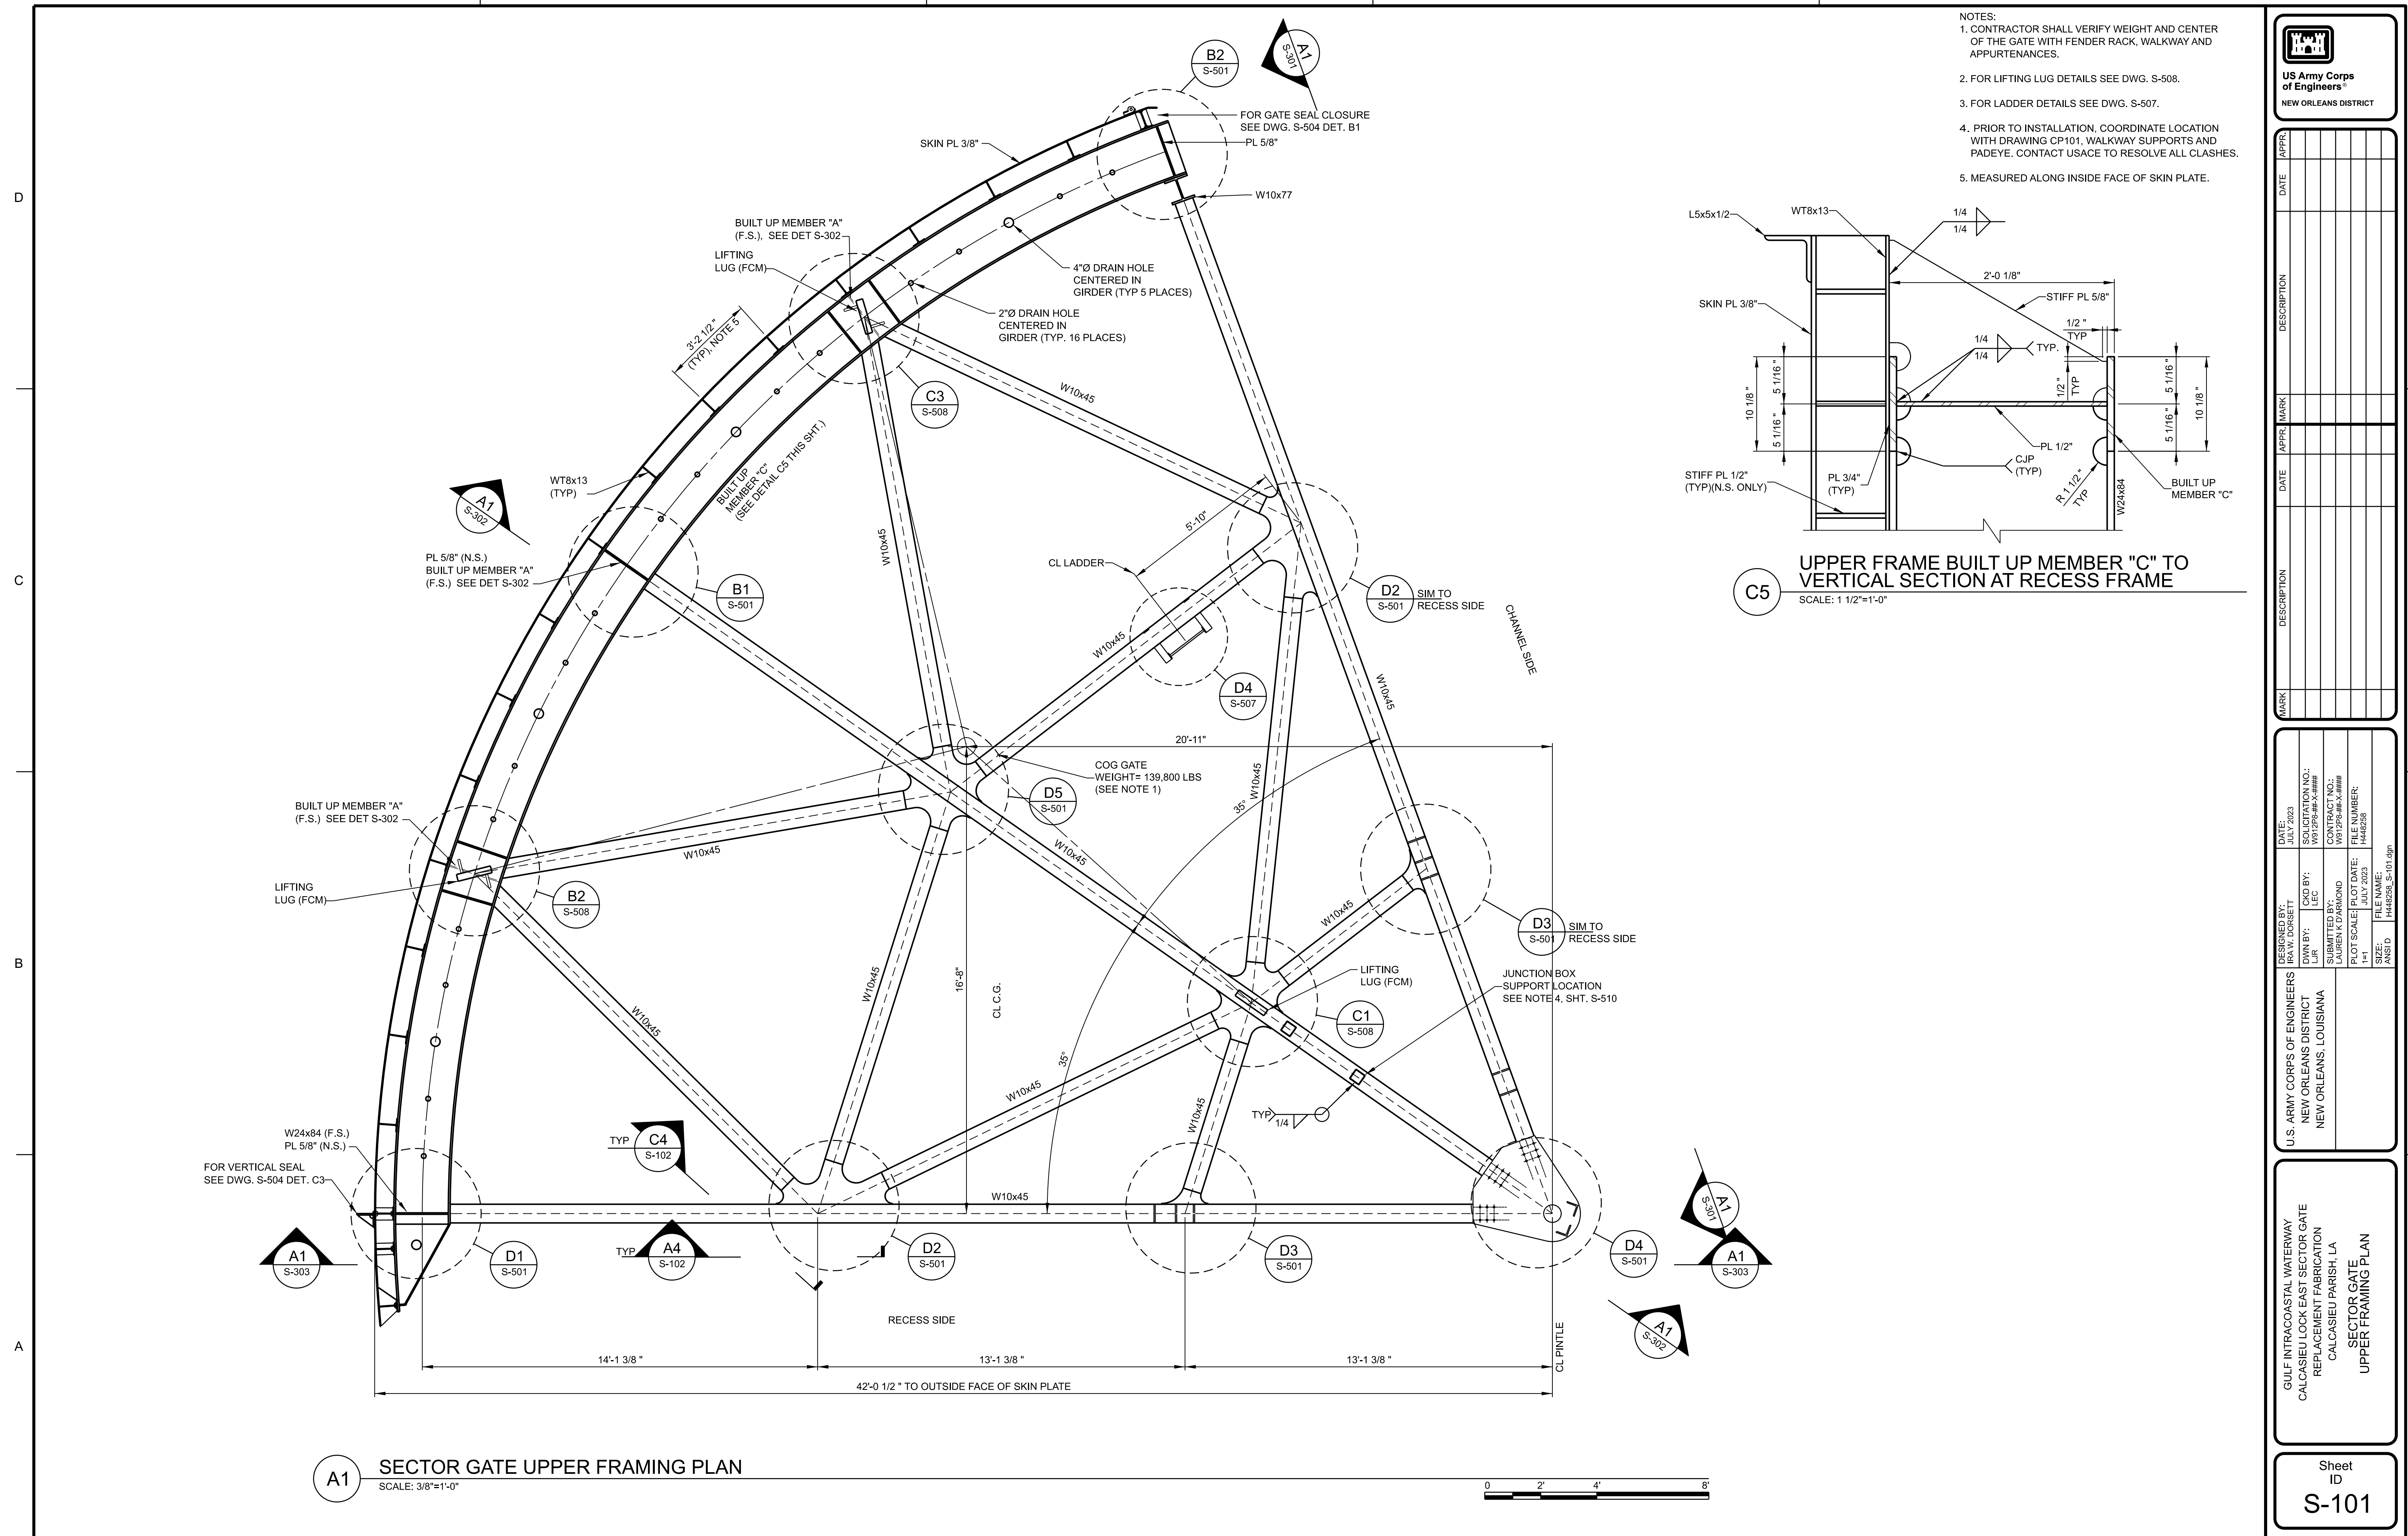 NOTES:
1. CONTRACTOR SHALL VERIFY WEIGHT AND CENTER
OF THE GATE WITH FENDER RACK, WALKWAY AND
APPURTENANCES.
2. FOR LIFTING LUG DETAILS SEE DWG. S-508.
3. FOR LADDER DETAILS SEE DWG. S-507.
4. PRIOR TO INSTALLATION, COORDINATE LOCATION
WITH DRAWING CP101, WALKWAY SUPPORTS AND
PADEYE. CONTACT USACE TO RESOLVE ALL CLASHES.
5. MEASURED ALONG INSIDE FACE OF SKIN PLATE.
D
C
B
A
B2
S-501
A1
S-301
FOR GATE SEAL CLOSURE
SEE DWG. S-504 DET. B1
PL 5/8"
SKIN PL 3/8"
W10x77
BUILT UP MEMBER "A"
(F.S.), SEE DET S-302
LIFTING
LUG (FCM)
4"Ø DRAIN HOLE
CENTERED IN
GIRDER (TYP 5 PLACES)
2"Ø DRAIN HOLE
CENTERED IN
GIRDER (TYP. 16 PLACES)
3'-2 1/2 "
(TYP), NOTE 5
C3
S-508
W10x45
BUILT UP
MEMBER "C"
(SEE DETAIL C5 THIS SHT.)
WT8x13
(TYP)
A1
S-302
PL 5/8" (N.S.)
BUILT UP MEMBER "A"
(F.S.) SEE DET S-302
B1
S-501
W10x45
5'-10"
CL LADDER
D2
S-501
SIM TO
RECESS SIDE
CHANNEL SIDE
W10x45
D4
S-507
W10x45
20'-11"
COG GATE
WEIGHT= 139,800 LBS
(SEE NOTE 1)
D5
S-501
W10x45
35°
BUILT UP MEMBER "A"
(F.S.) SEE DET S-302
W10x45
W10x45
LIFTING
LUG (FCM)
B2
S-508
W10x45
D3
S-501
SIM TO
RECESS SIDE
W10x45
W10x45
16'-8"
CL C.G.
LIFTING
LUG (FCM)
JUNCTION BOX
SUPPORT LOCATION
SEE NOTE 4, SHT. S-510
C1
S-508
35°
W10x45
W10x45
TYP
1/4
W24x84 (F.S.)
PL 5/8" (N.S.)
FOR VERTICAL SEAL
SEE DWG. S-504 DET. C3
TYP
C4
S-102
W10x45
A1
S-303
D1
S-501
TYP
A4
S-102
D2
S-501
D3
S-501
D4
S-501
A1
S-301
A1
S-303
A1
S-302
RECESS SIDE
CL PINTLE
14'-1 3/8 "
13'-1 3/8 "
13'-1 3/8 "
42'-0 1/2 " TO OUTSIDE FACE OF SKIN PLATE
A1
SECTOR GATE UPPER FRAMING PLAN
SCALE: 3/8"=1'-0"
0
2'
4'
8'
L5x5x1/2
WT8x13
1/4
1/4
2'-0 1/8"
SKIN PL 3/8"
STIFF PL 5/8"
1/2 "
TYP
1/4
1/4
TYP.
1/2 "
TYP
10 1/8 "
5 1/16 "
5 1/16 "
5 1/16 "
5 1/16 "
10 1/8 "
PL 1/2"
CJP
(TYP)
STIFF PL 1/2"
(TYP)(N.S. ONLY)
PL 3/4"
(TYP)
R 1 1/2 "
TYP
W24x84
BUILT UP
MEMBER "C"
C5
UPPER FRAME BUILT UP MEMBER "C" TO
VERTICAL SECTION AT RECESS FRAME
SCALE: 1 1/2"=1'-0"
US Army Corps
of Engineers®
NEW ORLEANS DISTRICT
MARK
DESCRIPTION
DATE
APPR.
MARK
DESCRIPTION
DATE
APPR.
DESIGNED BY:
IRA W. DORSETT
DATE:
JULY 2023
DWN BY:
LJR
CKD BY:
LEC
SOLICITATION NO.:
W912P8-##-X-####
SUBMITTED BY:
LAUREN K D'ARMOND
CONTRACT NO.:
W912P8-##-X-####
PLOT SCALE:
1=1
PLOT DATE:
JULY 2023
FILE NUMBER:
H448258
SIZE:
ANSI D
FILE NAME:
H448258_S-101.dgn
U.S. ARMY CORPS OF ENGINEERS
NEW ORLEANS DISTRICT
NEW ORLEANS, LOUISIANA
GULF INTRACOASTAL WATERWAY
CALCASIEU LOCK EAST SECTOR GATE
REPLACEMENT FABRICATION
CALCASIEU PARISH, LA
SECTOR GATE
UPPER FRAMING PLAN
Sheet
ID
S-101